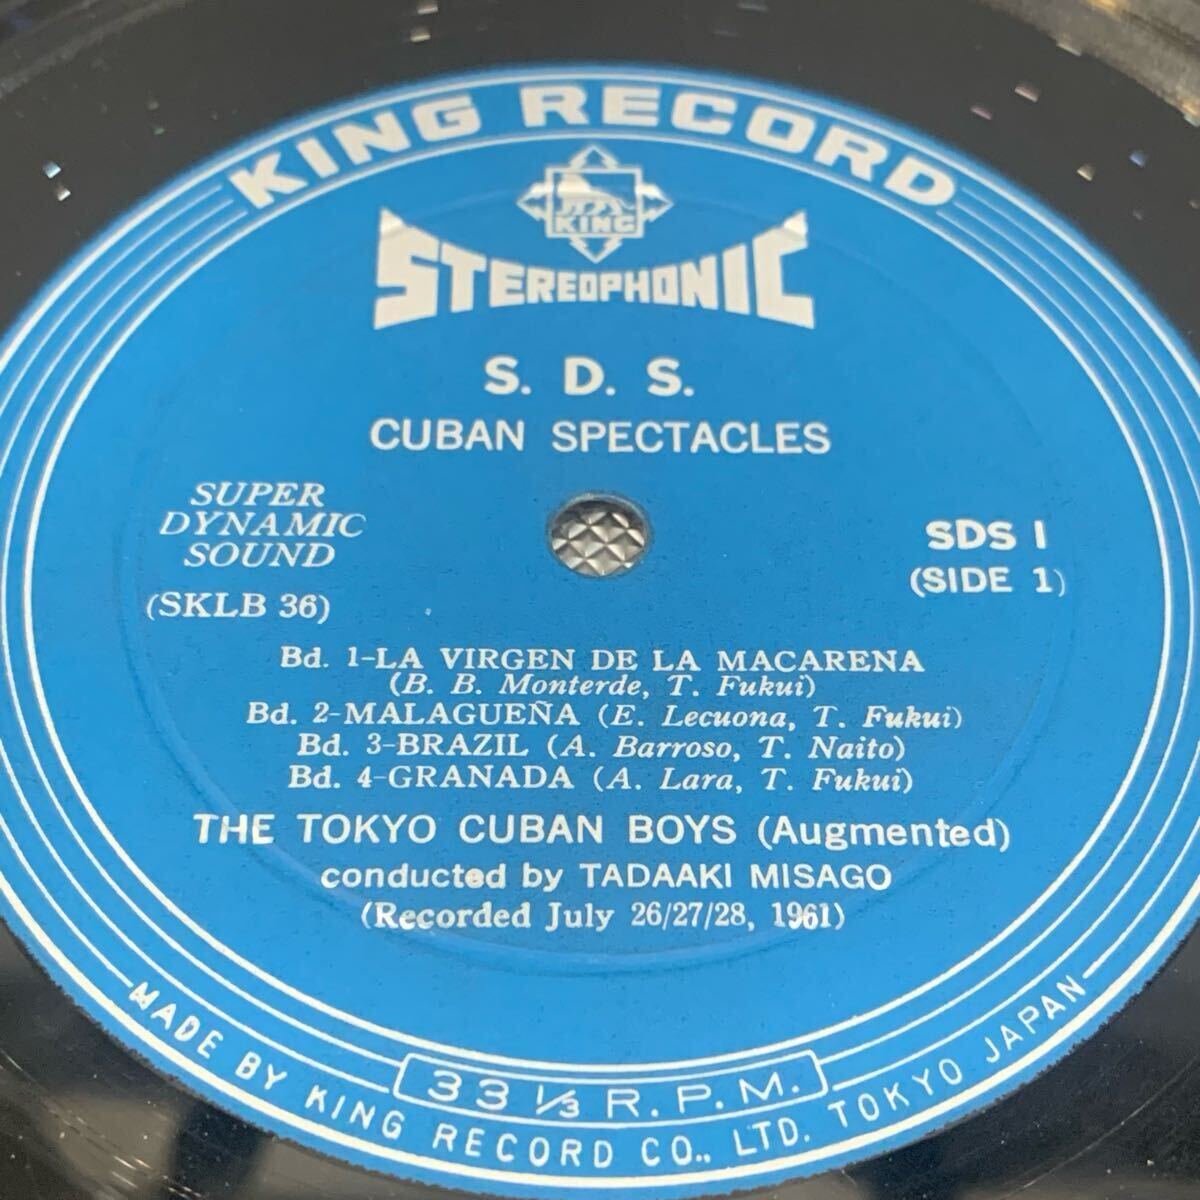 KING RECORD
KING
STEREOPHONIC
S. D. S.
CUBAN SPECTACLES
SUPER
DYNAMIC
SOUND
(SKLB 36)
SDS 1
(SIDE 1)
Bd. 1-LA VIRGEN DE LA MACARENA
(B. B. Monterde, T. Fukui)
Bd. 2-MALAGUEÑA (E. Lecuona, T. Fukui)
Bd. 3-BRAZIL (A. Barroso, T. Naito)
Bd. 4-GRANADA (A. Lara, T. Fukui)
THE TOKYO CUBAN BOYS (Augmented)
conducted by TADAAKI MISAGO
(Recorded July 26/27/28, 1961)
33 1/3 R.P.M.
MADE BY KING RECORD CO., LTD. TOKYO JAPAN